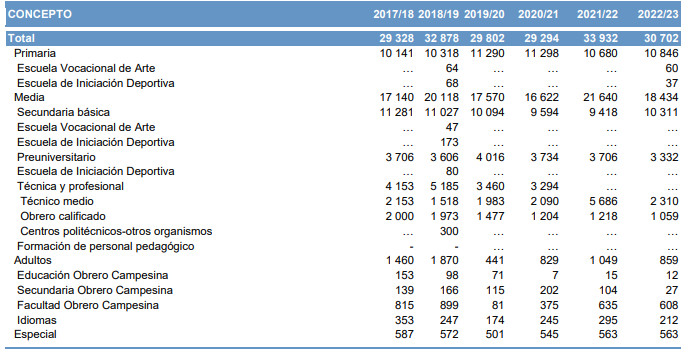 CONCEPTO 2017/18 2018/19 2019/20 2020/21 2021/22 2022/23
Total 29 328 32 878 29 802 29 294 33 932 30 702
Primaria 10 141 10 318 11 290 11 298 10 680 10 846
Escuela Vocacional de Arte … 64 … … … 60
Escuela de Iniciación Deportiva … 68 … … … 37
Media 17 140 20 118 17 570 16 622 21 640 18 434
Secundaria básica 11 281 11 027 10 094 9 594 9 418 10 311
Escuela Vocacional de Arte … 47 … … … …
Escuela de Iniciación Deportiva … 173 … … … …
Preuniversitario 3 706 3 606 4 016 3 734 3 706 3 332
Escuela de Iniciación Deportiva … 80 … … … …
Técnica y profesional 4 153 5 185 3 460 3 294 … …
Técnico medio 2 153 1 518 1 983 2 090 5 686 2 310
Obrero calificado 2 000 1 973 1 477 1 204 1 218 1 059
Centros politécnicos-otros organismos … 300 … … … …
Formación de personal pedagógico - - … … … …
Adultos 1 460 1 870 441 829 1 049 859
Educación Obrero Campesina 153 98 71 7 15 12
Secundaria Obrero Campesina 139 166 115 202 104 27
Facultad Obrero Campesina 815 899 81 375 635 608
Idiomas 353 247 174 245 295 212
Especial 587 572 501 545 563 563